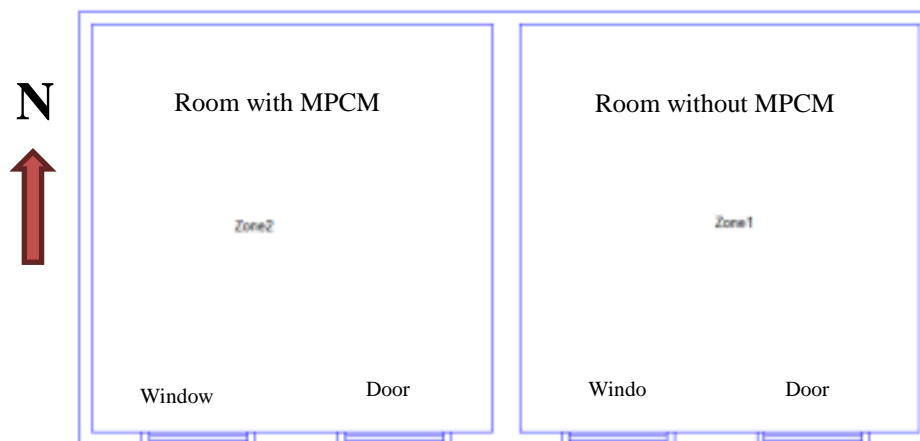 N
Room with MPCM
Room without MPCM
Zone2
Zone1
Window
Door
Windo
Door